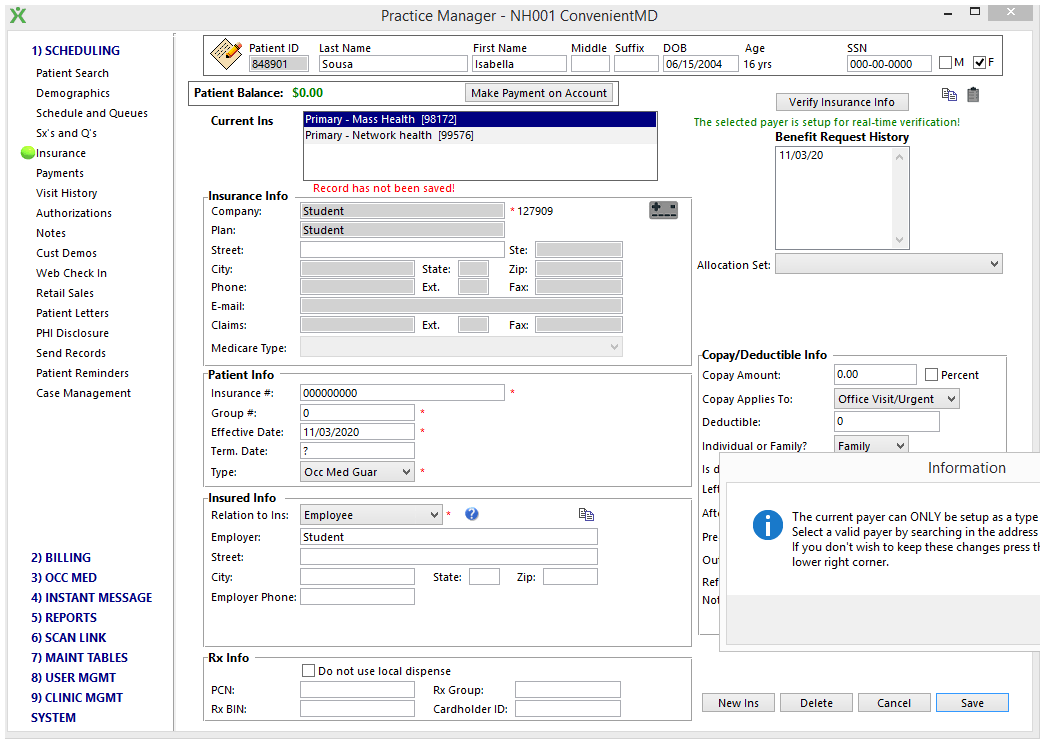 Practice Manager - NH001 ConvenientMD
1) SCHEDULING
Patient Search
Demographics
Schedule and Queues
Sx's and Q's
Insurance
Payments
Visit History
Authorizations
Notes
Cust Demos
Web Check In
Retail Sales
Patient Letters
PHI Disclosure
Send Records
Patient Reminders
Case Management
2) BILLING
3) OCC MED
4) INSTANT MESSAGE
5) REPORTS
6) SCAN LINK
7) MAINT TABLES
8) USER MGMT
9) CLINIC MGMT
SYSTEM
Patient ID Last Name First Name Middle Suffix DOB Age SSN
848901 Sousa Isabella 06/15/2004 16 yrs 000-00-0000 M F
Patient Balance: $0.00 Make Payment on Account
Verify Insurance Info
The selected payer is setup for real-time verification!
Current Ins
Primary - Mass Health [98172]
Primary - Network health [99576]
Record has not been saved!
Benefit Request History
11/03/20
Allocation Set:
Insurance Info
Company: Student * 127909
Plan: Student
Street: Ste:
City: State: Zip:
Phone: Ext. Fax:
E-mail:
Claims: Ext. Fax:
Medicare Type:
Patient Info
Insurance #: 000000000 *
Group #: 0 *
Effective Date: 11/03/2020 *
Term. Date: ?
Type: Occ Med Guar *
Insured Info
Relation to Ins: Employee * ?
Employer: Student
Street:
City: State: Zip:
Employer Phone:
Rx Info
Do not use local dispense
PCN: Rx Group:
Rx BIN: Cardholder ID:
Copay/Deductible Info
Copay Amount: 0.00 Percent
Copay Applies To: Office Visit/Urgent
Deductible: 0
Individual or Family? Family
Is d
Left
Afte
Pre
Out
Ref
Not
Information
The current payer can ONLY be setup as a type
Select a valid payer by searching in the address
If you don't wish to keep these changes press th
lower right corner.
New Ins Delete Cancel Save